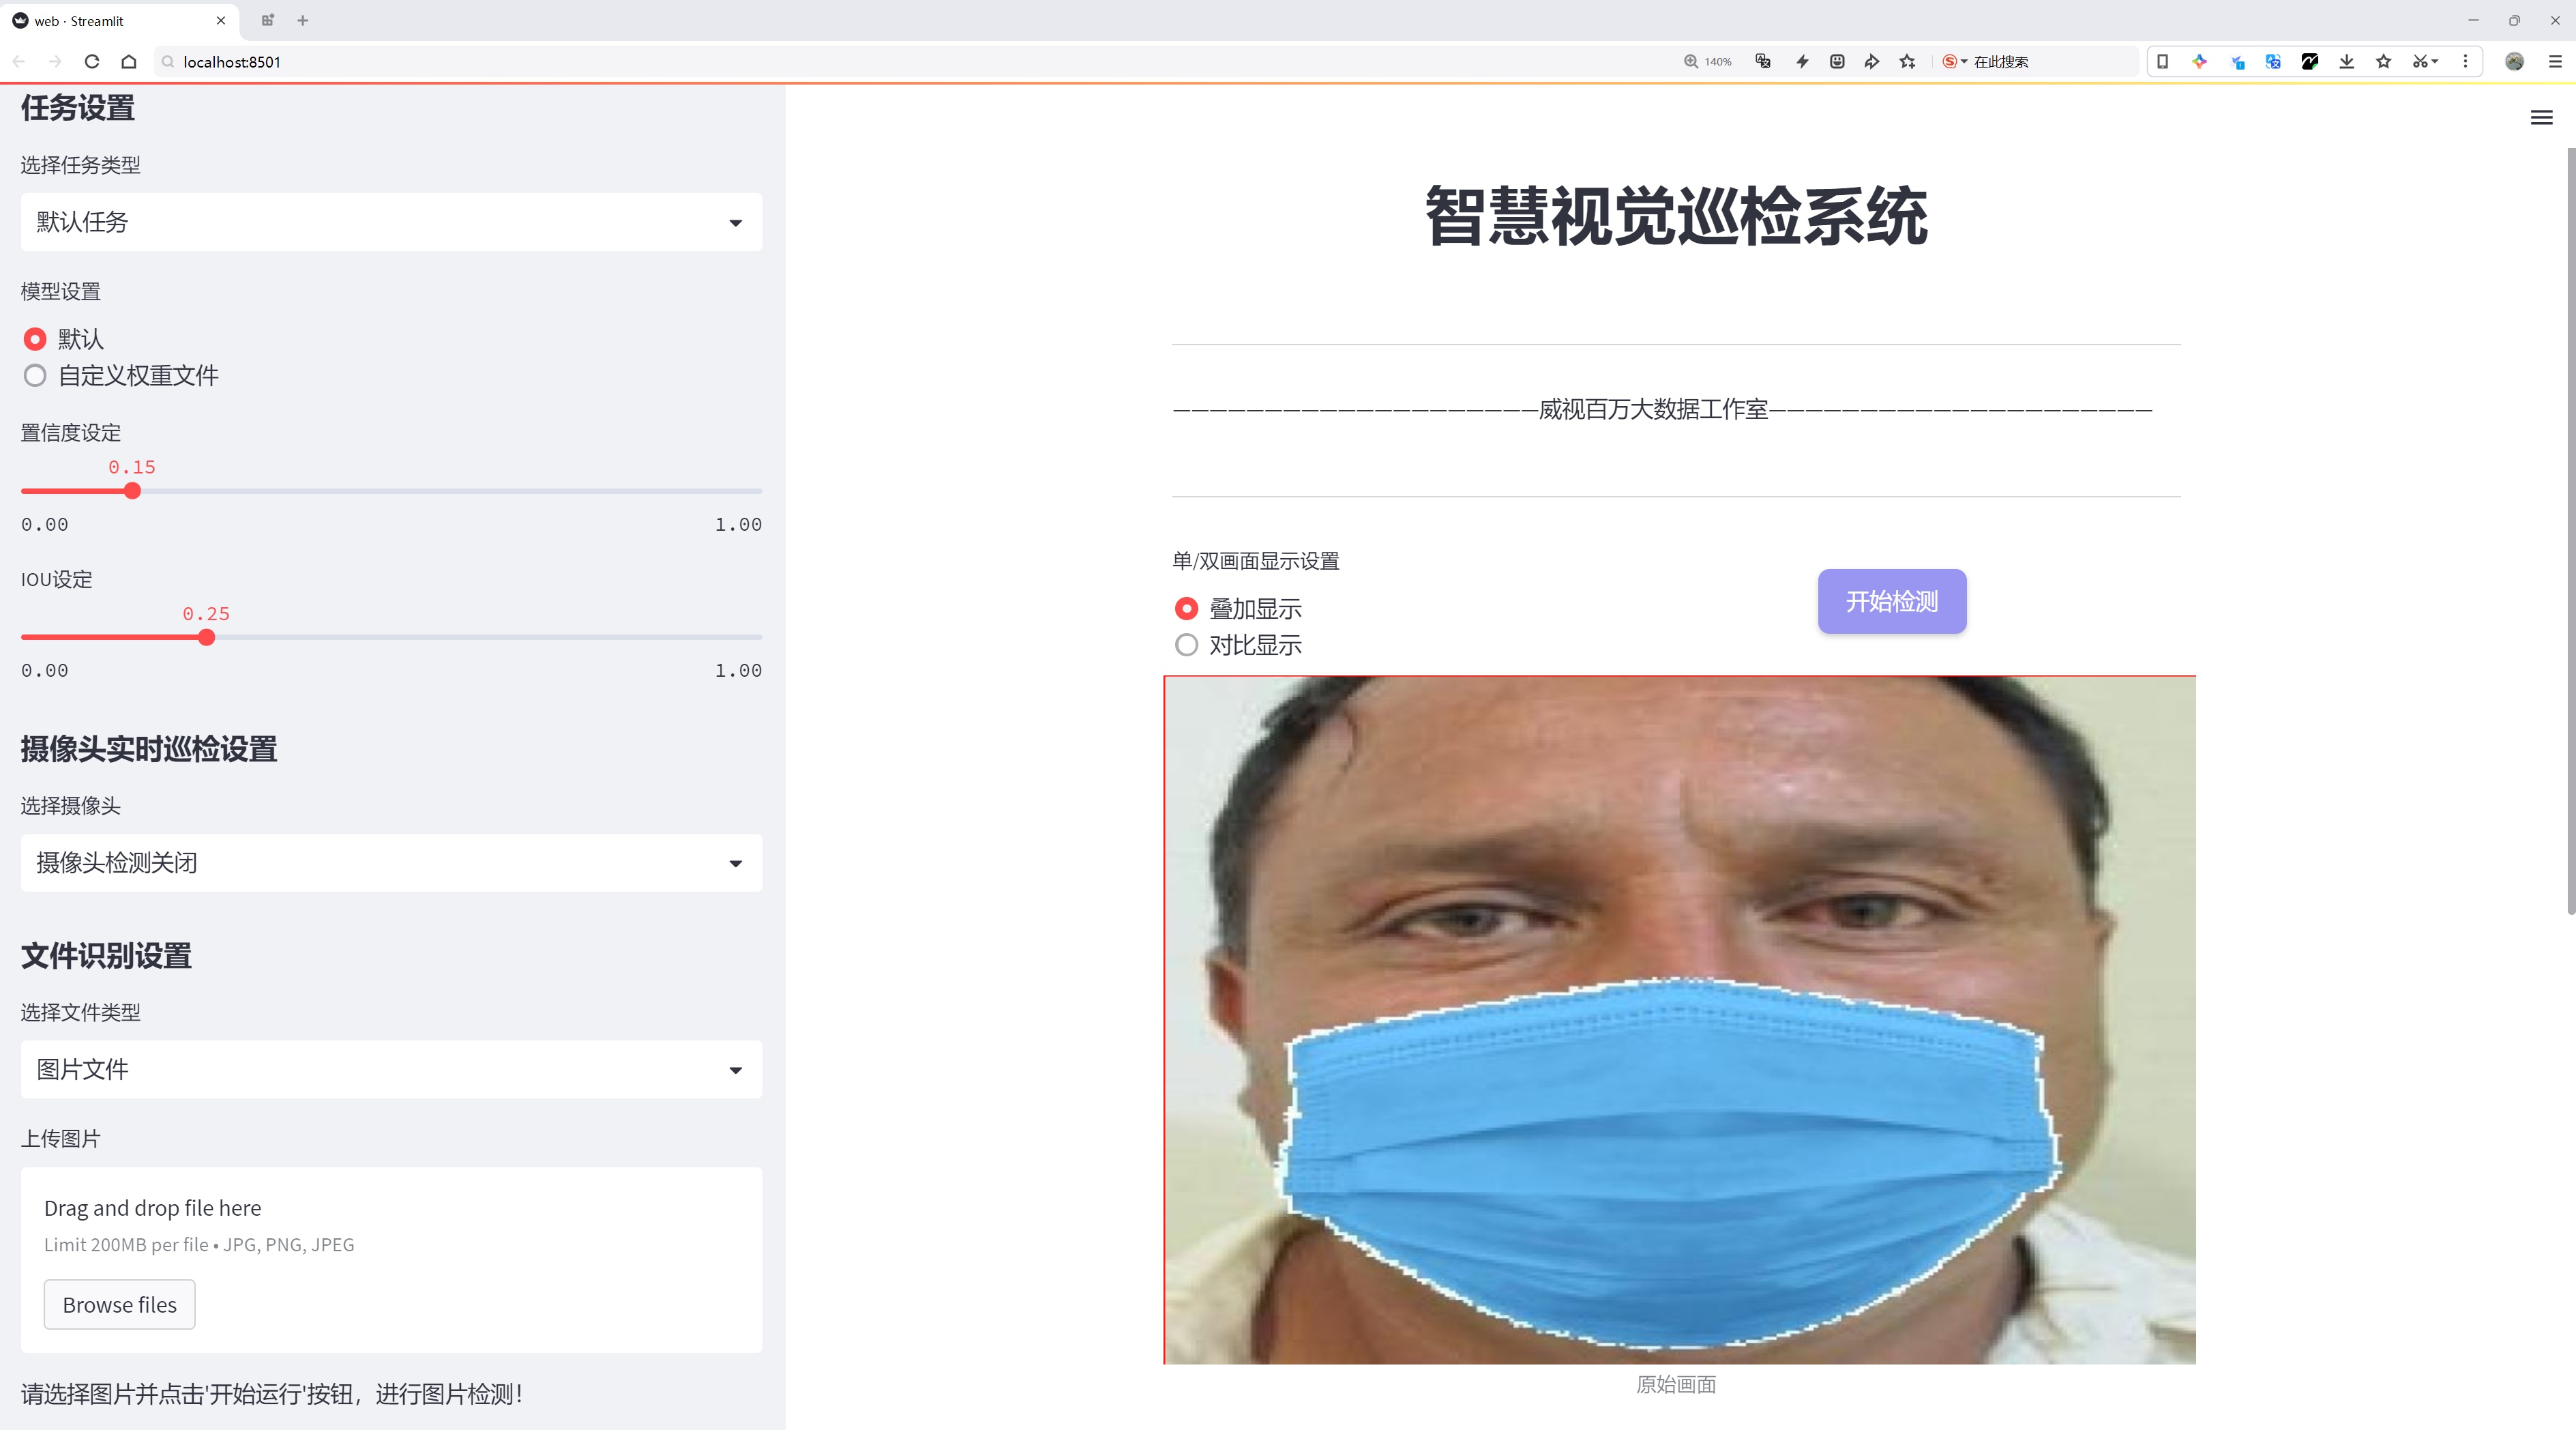 web · Streamlit
localhost:8501
140%
在此搜索
任务设置
选择任务类型
默认任务
模型设置
默认
自定义权重文件
置信度设定
0.15
0.00 1.00
IOU设定
0.25
0.00 1.00
摄像头实时巡检设置
选择摄像头
摄像头检测关闭
文件识别设置
选择文件类型
图片文件
上传图片
Drag and drop file here
Limit 200MB per file • JPG, PNG, JPEG
Browse files
请选择图片并点击'开始运行'按钮，进行图片检测！
智慧视觉巡检系统
————————————————————威视百万大数据工作室—————————————————————
单/双画面显示设置
叠加显示
对比显示
开始检测
原始画面